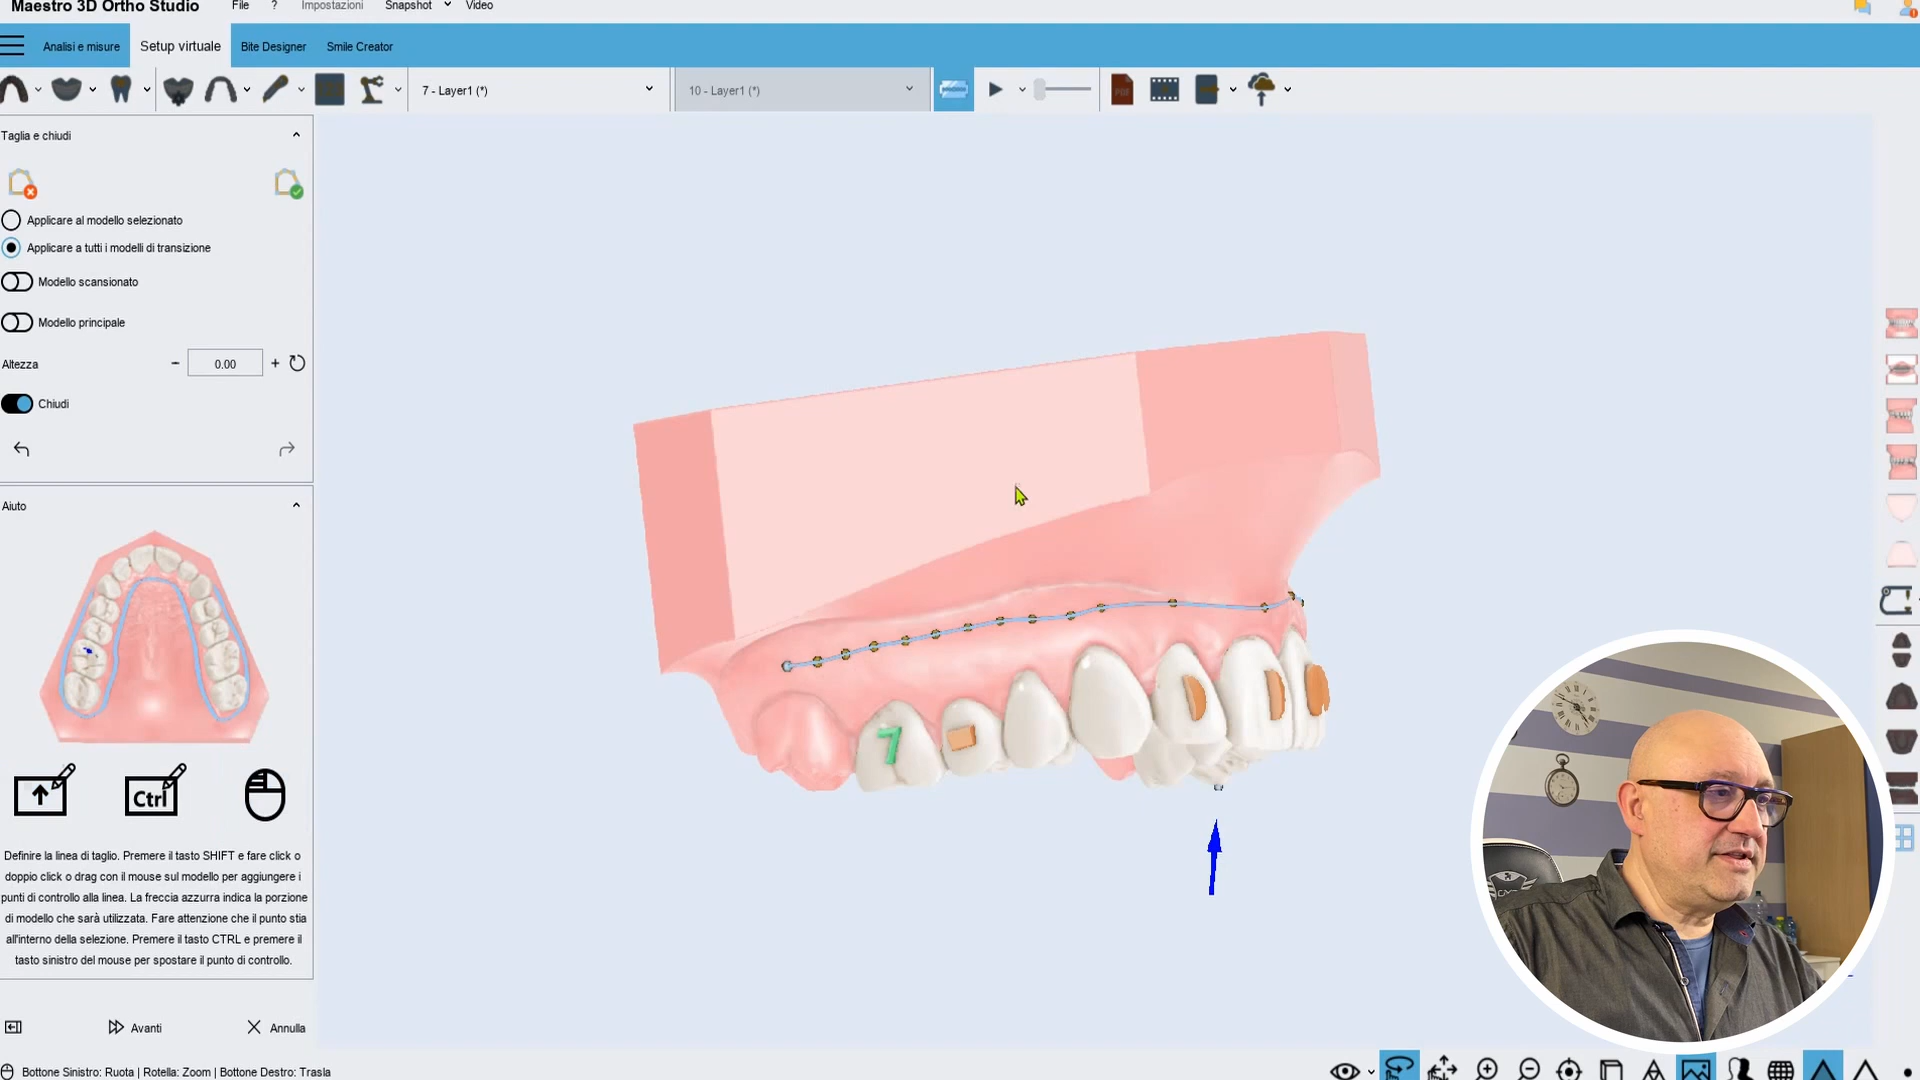 Maestro 3D Ortho Studio File ? Impostazioni Snapshot Video
Analisi e misure Setup virtuale Bite Designer Smile Creator
7 - Layer1 (*) 10 - Layer1 (*)
PDF
Taglia e chiudi
Applicare al modello selezionato
Applicare a tutti i modelli di transizione
Modello scansionato
Modello principale
Altezza - 0.00 +
Chiudi
Aiuto
Ctrl
Definire la linea di taglio. Premere il tasto SHIFT e fare click o
doppio click o drag con il mouse sul modello per aggiungere i
punti di controllo alla linea. La freccia azzurra indica la porzione
di modello che sarà utilizzata. Fare attenzione che il punto stia
all'interno della selezione. Premere il tasto CTRL e premere il
tasto sinistro del mouse per spostare il punto di controllo.
7
Avanti Annulla
Bottone Sinistro: Ruota | Rotella: Zoom | Bottone Destro: Trasla